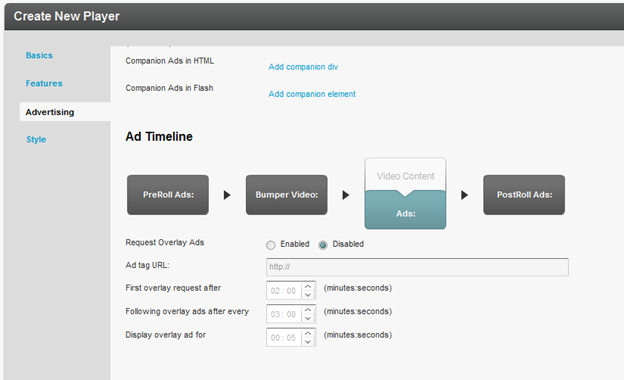 Create New Player
Basics
Features
Advertising
Style
Companion Ads in HTML Add companion div
Companion Ads in Flash Add companion element
Ad Timeline
PreRoll Ads: Bumper Video: Video Content Ads: PostRoll Ads:
Request Overlay Ads Enabled Disabled
Ad tag URL: http://
First overlay request after 02 : 00 (minutes:seconds)
Following overlay ads after every 03 : 00 (minutes:seconds)
Display overlay ad for 00 : 05 (minutes:seconds)